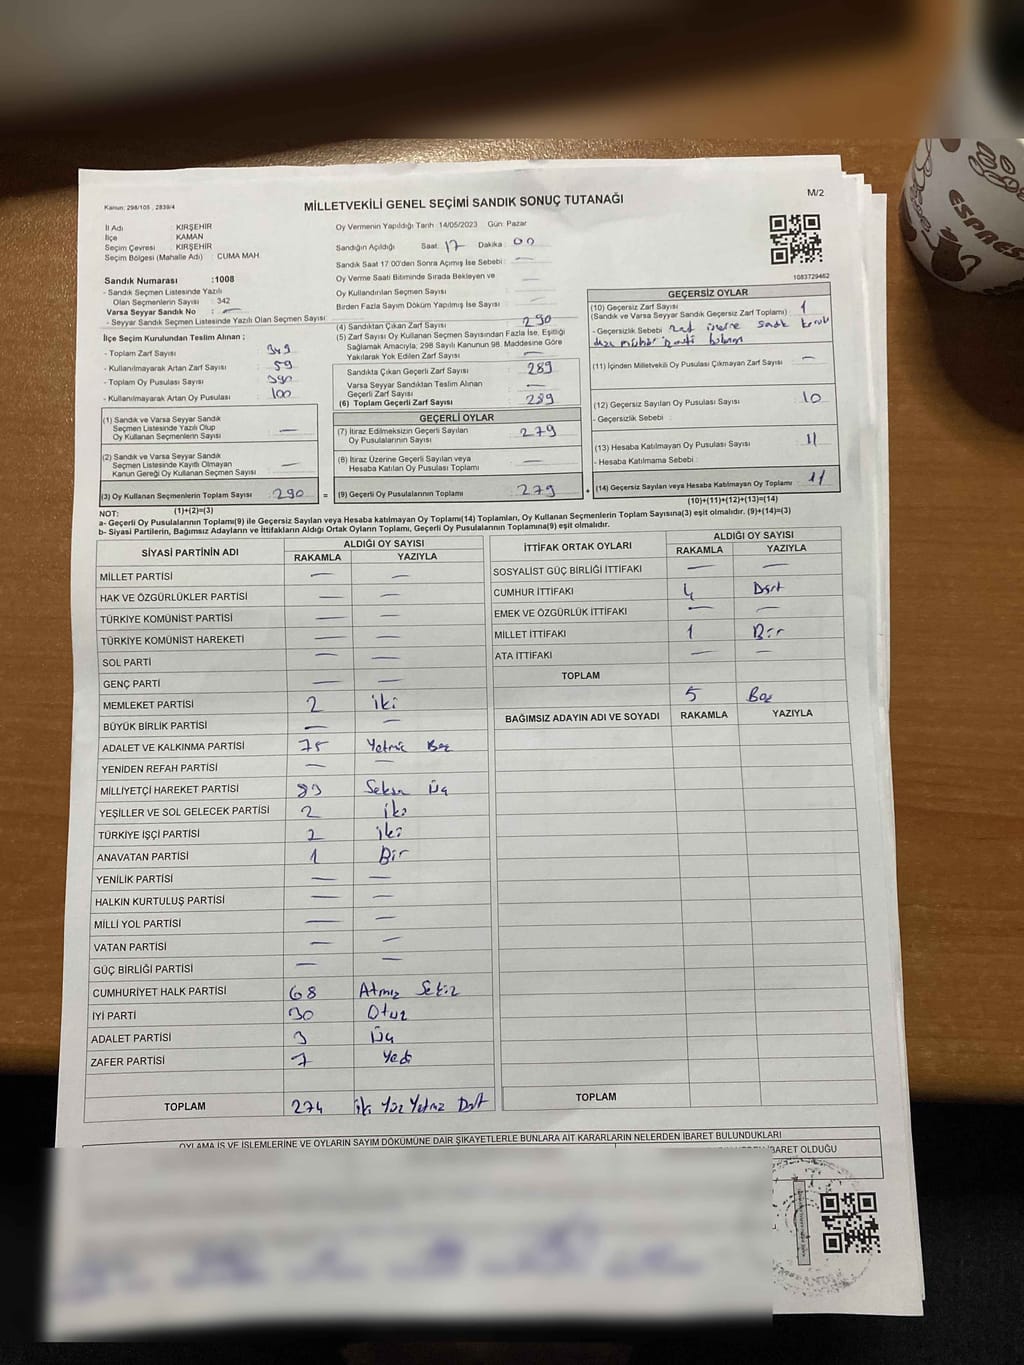 Kanun: 298/105 , 2839/4
MİLLETVEKİLİ GENEL SEÇİMİ SANDIK SONUÇ TUTANAĞI
M/2
İl Adı : KIRŞEHİR
İlçe : KAMAN
Seçim Çevresi : KIRŞEHİR
Seçim Bölgesi (Mahalle Adı) : CUMA MAH
Oy Vermenin Yapıldığı Tarih :14/05/2023 Gün: Pazar
Sandığın Açıldığı Saat: 17 Dakika : 00
Sandık Saat 17 00'den Sonra Açılmış İse Sebebi : —
Oy Verme Saati Bitiminde Sırada Bekleyen ve
Oy Kullandırılan Seçmen Sayısı : —
Birden Fazla Sayım Döküm Yapılmış İse Sayısı : —
1083729462
Sandık Numarası :1008
- Sandık Seçmen Listesinde Yazılı
Olan Seçmenlerin Sayısı : 342
Varsa Seyyar Sandık No : —
- Seyyar Sandık Seçmen Listesinde Yazılı Olan Seçmen Sayısı :
İlçe Seçim Kurulundan Teslim Alınan ;
- Toplam Zarf Sayısı : 349
- Kullanılmayarak Artan Zarf Sayısı : 59
- Toplam Oy Pusulası Sayısı : 390
- Kullanılmayarak Artan Oy Pusulası : 100
(1) Sandık ve Varsa Seyyar Sandık
Seçmen Listesinde Yazılı Olup
Oy Kullanan Seçmenlerin Sayısı —
(2) Sandık ve Varsa Seyyar Sandık
Seçmen Listesinde Kayıtlı Olmayan
Kanun Gereği Oy Kullanan Seçmen Sayısı —
(3) Oy Kullanan Seçmenlerin Toplam Sayısı : 290 =
(1)+(2)=(3)
(4) Sandıktan Çıkan Zarf Sayısı : 290
(5) Zarf Sayısı Oy Kullanan Seçmen Sayısından Fazla İse, Eşitliği
Sağlamak Amacıyla; 298 Sayılı Kanunun 98. Maddesine Göre
Yakılarak Yok Edilen Zarf Sayısı : —
Sandıkta Çıkan Geçerli Zarf Sayısı : 289
Varsa Seyyar Sandıktan Teslim Alınan
Geçerli Zarf Sayısı : —
(6) Toplam Geçerli Zarf Sayısı : 289
GEÇERLİ OYLAR
(7) İtiraz Edilmeksizin Geçerli Sayılan
Oy Pusulalarının Sayısı : 279
(8) İtiraz Üzerine Geçerli Sayılan veya
Hesaba Katılan Oy Pusulası Toplamı : —
(9) Geçerli Oy Pusulalarının Toplamı : 279 +
GEÇERSİZ OYLAR
(10) Geçersiz Zarf Sayısı : 1
(Sandık ve Varsa Seyyar Sandık Geçersiz Zarf Toplamı)
- Geçersizlik Sebebi : zarf üzerine sandık kurulu
(11) İçinden Milletvekili Oy Pusulası Çıkmayan Zarf Sayısı : —
(12) Geçersiz Sayılan Oy Pusulası Sayısı : 10
- Geçersizlik Sebebi :
(13) Hesaba Katılmayan Oy Pusulası Sayısı : 11
- Hesaba Katılmama Sebebi :
(14) Geçersiz Sayılan veya Hesaba Katılmayan Oy Toplamı : 11
(10)+(11)+(12)+(13)=(14)
NOT:
a- Geçerli Oy Pusulalarının Toplamı(9) ile Geçersiz Sayılan veya Hesaba katılmayan Oy Toplamı(14) Toplamları, Oy Kullanan Seçmenlerin Toplam Sayısına(3) eşit olmalıdır. (9)+(14)=(3)
b- Siyasi Partilerin, Bağımsız Adayların ve İttifakların Aldığı Ortak Oyların Toplamı, Geçerli Oy Pusulalarının Toplamına(9) eşit olmalıdır.
SİYASİ PARTİNİN ADI ALDIĞI OY SAYISI
RAKAMLA YAZIYLA
MİLLET PARTİSİ — —
HAK VE ÖZGÜRLÜKLER PARTİSİ — —
TÜRKİYE KOMÜNİST PARTİSİ — —
TÜRKİYE KOMÜNİST HAREKETİ — —
SOL PARTİ — —
GENÇ PARTİ — —
MEMLEKET PARTİSİ 2 iki
BÜYÜK BİRLİK PARTİSİ — —
ADALET VE KALKINMA PARTİSİ 75 Yetmiş Beş
YENİDEN REFAH PARTİSİ — —
MİLLİYETÇİ HAREKET PARTİSİ 83 Seksen Üç
YEŞİLLER VE SOL GELECEK PARTİSİ 2 iki
TÜRKİYE İŞÇİ PARTİSİ 2 iki
ANAVATAN PARTİSİ 1 Bir
YENİLİK PARTİSİ — —
HALKIN KURTULUŞ PARTİSİ — —
MİLLİ YOL PARTİSİ — —
VATAN PARTİSİ — —
GÜÇ BİRLİĞİ PARTİSİ — —
CUMHURİYET HALK PARTİSİ 68 Atmış Sekiz
İYİ PARTİ 30 Otuz
ADALET PARTİSİ 3 Üç
ZAFER PARTİSİ 7 Yedi
TOPLAM 274 iki Yüz Yetmiş Dört
İTTİFAK ORTAK OYLARI ALDIĞI OY SAYISI
RAKAMLA YAZIYLA
SOSYALİST GÜÇ BİRLİĞİ İTTİFAKI — —
CUMHUR İTTİFAKI 4 Dört
EMEK VE ÖZGÜRLÜK İTTİFAKI — —
MİLLET İTTİFAKI 1 Bir
ATA İTTİFAKI — —
TOPLAM
5 Beş
BAĞIMSIZ ADAYIN ADI VE SOYADI RAKAMLA YAZIYLA
TOPLAM
OYLAMA İŞ VE İŞLEMLERİNE VE OYLARIN SAYIM DÖKÜMÜNE DAİR ŞİKAYETLERLE BUNLARA AİT KARARLARIN NELERDEN İBARET BULUNDUKLARI
İBARET OLDUĞU
ESPRESS